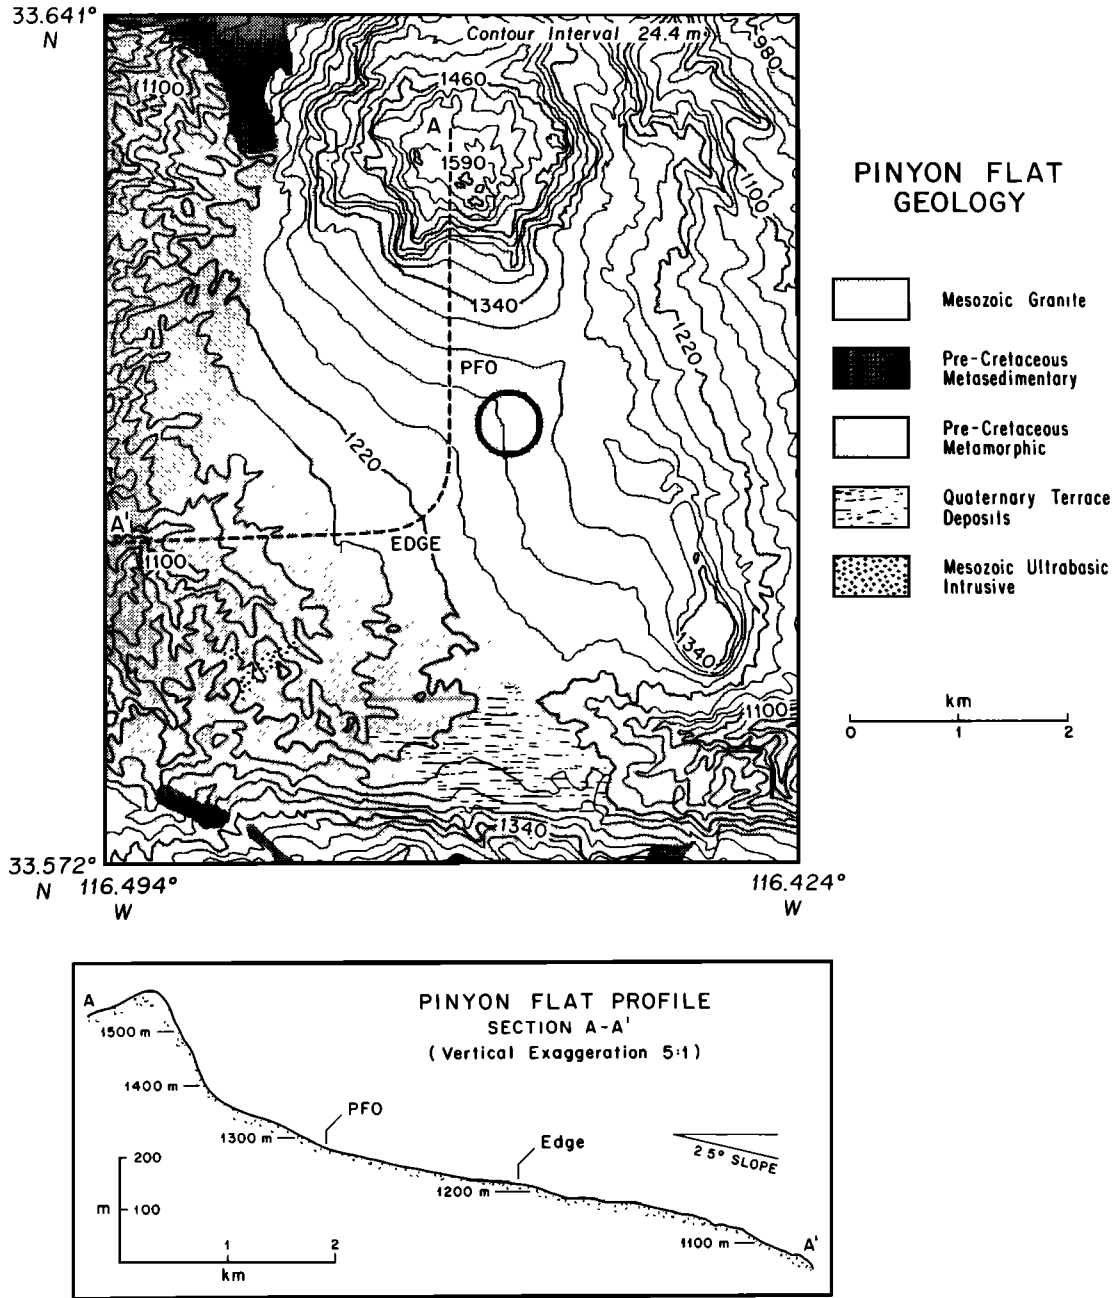 33.641°
N
Contour Interval 24.4 m
980
(1100)
1460
A
1590
1100
1340
1220
PFO
1220
A'
EDGE
1100
1340
1100
1340
33.572°
N
116.494°
W
116.424°
W
PINYON FLAT
GEOLOGY
Mesozoic Granite
Pre-Cretaceous
Metasedimentary
Pre-Cretaceous
Metamorphic
Quaternary Terrace
Deposits
Mesozoic Ultrabasic
Intrusive
km
0 1 2
PINYON FLAT PROFILE
SECTION A-A'
(Vertical Exaggeration 5:1)
A
1500 m
1400 m
PFO
1300 m
Edge
2.5° SLOPE
200
1200 m
m 100
1100 m
A'
1 2
km